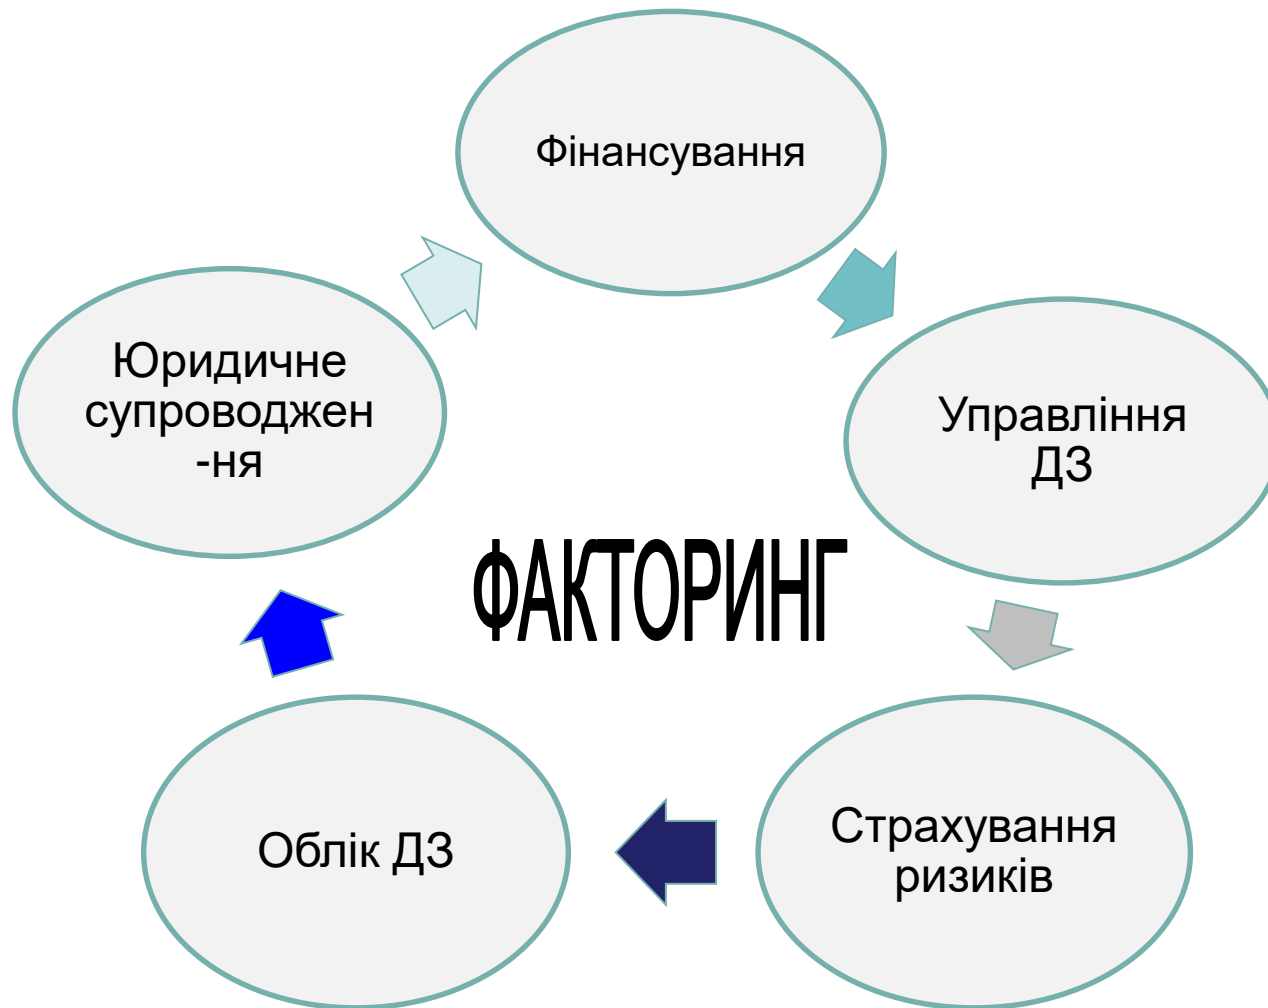 Фінансування
Юридичне
супроводжен
-ня
Управління
ДЗ
ФАКТОРИНГ
Облік ДЗ
Страхування
ризиків